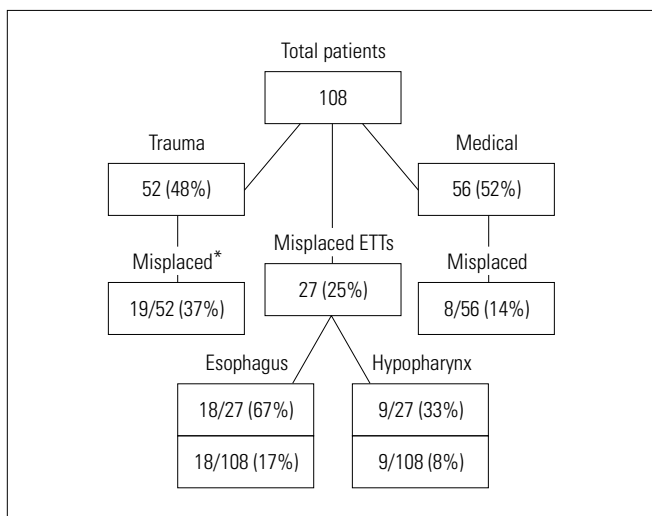 Total patients
108
Trauma
Medical
52 (48%)
56 (52%)
Misplaced ETTs
Misplaced*
Misplaced
27 (25%)
19/52 (37%)
8/56 (14%)
Esophagus
Hypopharynx
18/27 (67%)
9/27 (33%)
18/108 (17%)
9/108 (8%)